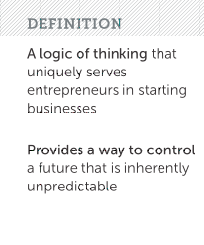 DEFINITION
A logic of thinking that
uniquely serves
entrepreneurs in starting
businesses
Provides a way to control
a future that is inherently
unpredictable